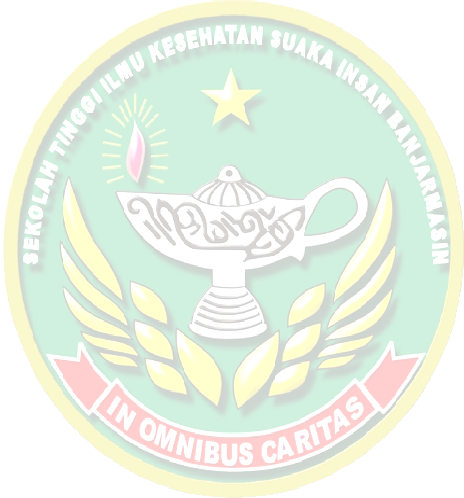 SEKOLAH TINGGI ILMU KESEHATAN SUAKA INSAN BANJARMASIN
IN OMNIBUS CARITAS